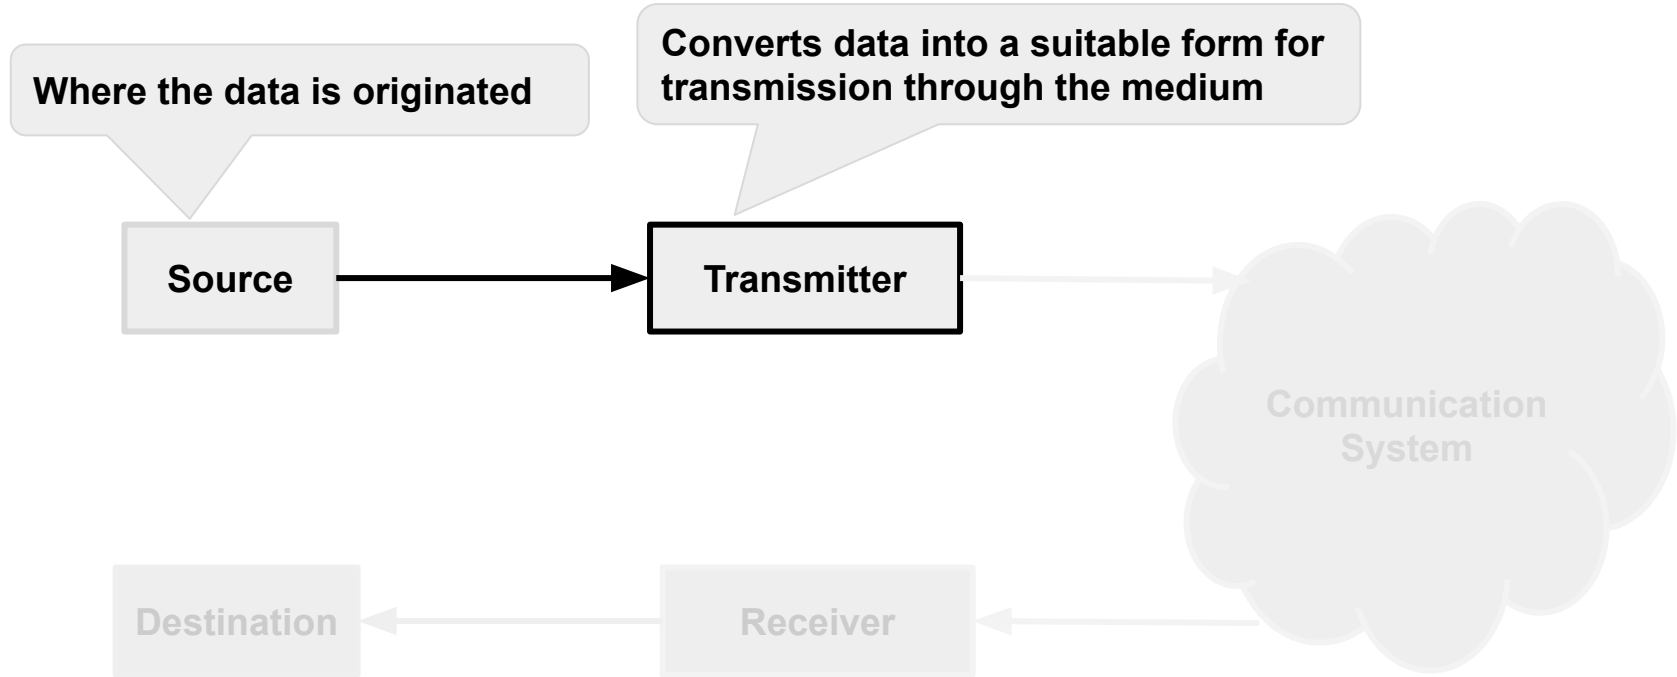 Where the data is originated
Converts data into a suitable form for
transmission through the medium
Source
Transmitter
Communication
System
Destination
Receiver